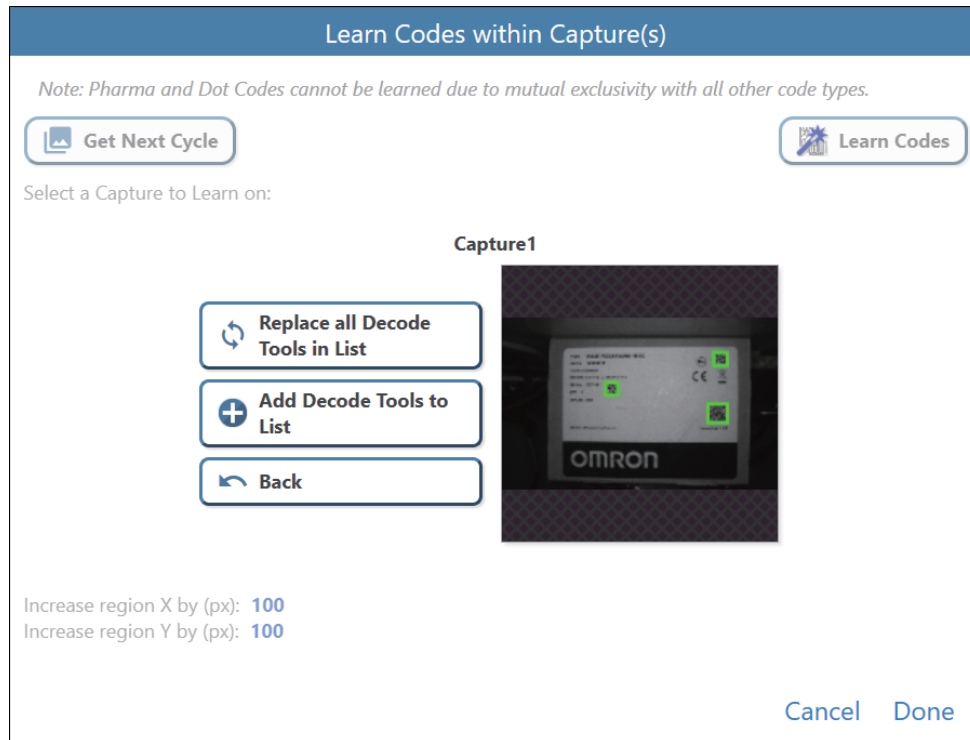 Learn Codes within Capture(s)
Note: Pharma and Dot Codes cannot be learned due to mutual exclusivity with all other code types.
Get Next Cycle
Learn Codes
Select a Capture to Learn on:
Capture1
Replace all Decode
Tools in List
Add Decode Tools to
List
Back
CE
OMRON
Increase region X by (px): 100
Increase region Y by (px): 100
Cancel Done